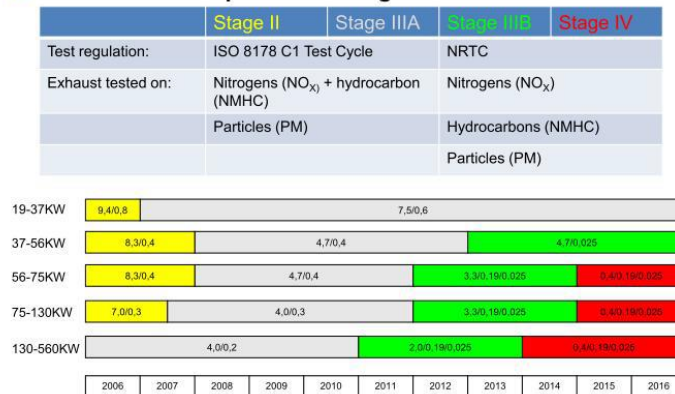 Stage II Stage IIIA Stage IIIB Stage IV
Test regulation: ISO 8178 C1 Test Cycle NRTC
Exhaust tested on: Nitrogens (NOX) + hydrocarbon (NMHC) Nitrogens (NOX)
Particles (PM) Hydrocarbons (NMHC)
Particles (PM)
19-37KW 9,4/0,8 7,5/0,6
37-56KW 8,3/0,4 4,7/0,4 4,7/0,025
56-75KW 8,3/0,4 4,7/0,4 3,3/0,19/0,025 0,4/0,19/0,025
75-130KW 7,0/0,3 4,0/0,3 3,3/0,19/0,025 0,4/0,19/0,025
130-560KW 4,0/0,2 2,0/0,19/0,025 0,4/0,19/0,025
2006 2007 2008 2009 2010 2011 2012 2013 2014 2015 2016